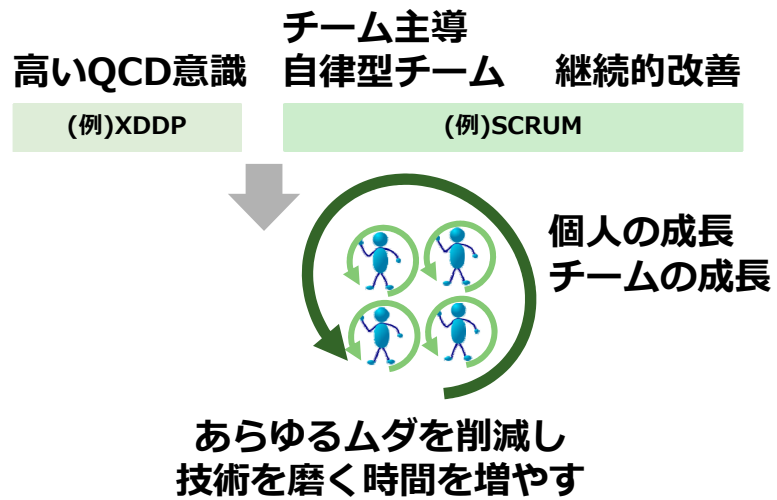 高いQCD意識
チーム主導
自律型チーム
継続的改善
(例)XDDP
(例)SCRUM
個人の成長
チームの成長
あらゆるムダを削減し
技術を磨く時間を増やす